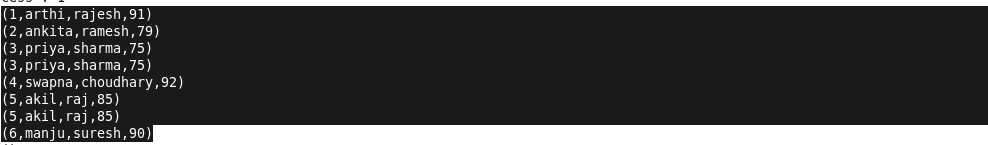 (1,arthi,rajesh,91)
(2,ankita,ramesh,79)
(3,priya,sharma,75)
(3,priya,sharma,75)
(4,swapna,choudhary,92)
(5,akil,raj,85)
(5,akil,raj,85)
(6,manju,suresh,90)